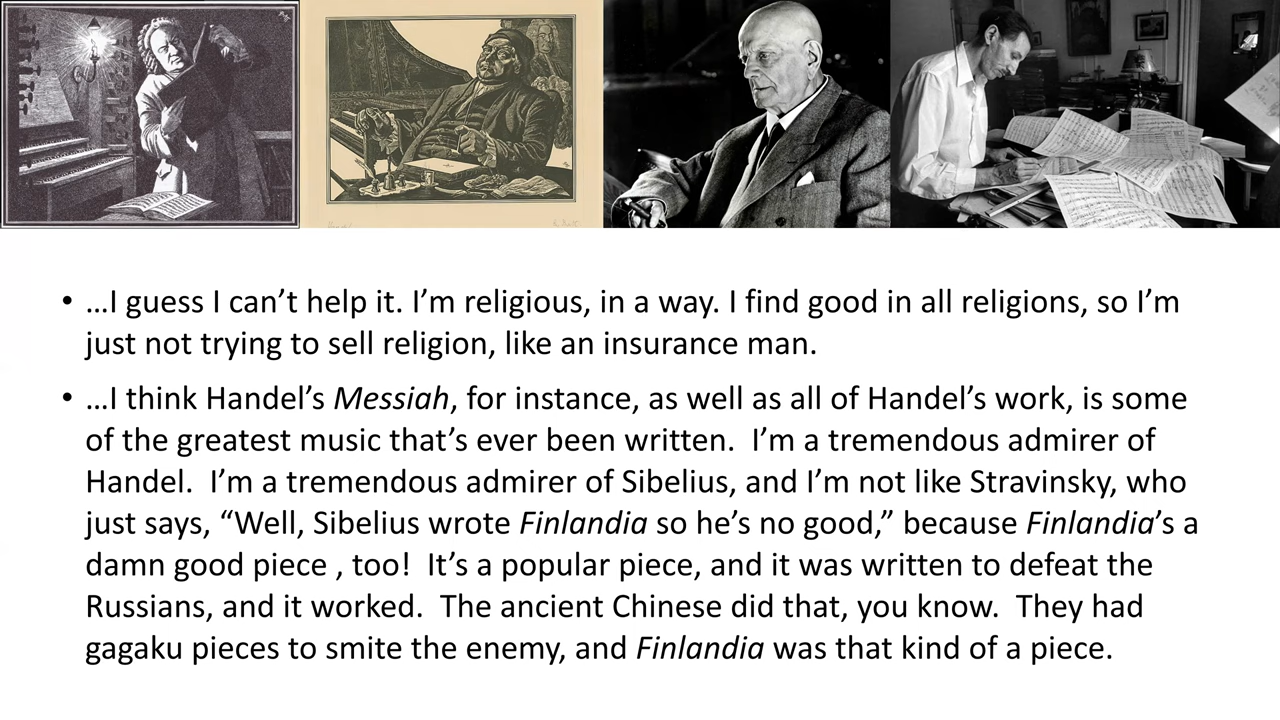 • …I guess I can’t help it. I’m religious, in a way. I find good in all religions, so I’m
just not trying to sell religion, like an insurance man.
• …I think Handel’s Messiah, for instance, as well as all of Handel’s work, is some
of the greatest music that’s ever been written.  I’m a tremendous admirer of
Handel.  I’m a tremendous admirer of Sibelius, and I’m not like Stravinsky, who
just says, “Well, Sibelius wrote Finlandia so he’s no good,” because Finlandia’s a
damn good piece , too!  It’s a popular piece, and it was written to defeat the
Russians, and it worked.  The ancient Chinese did that, you know.  They had
gagaku pieces to smite the enemy, and Finlandia was that kind of a piece.